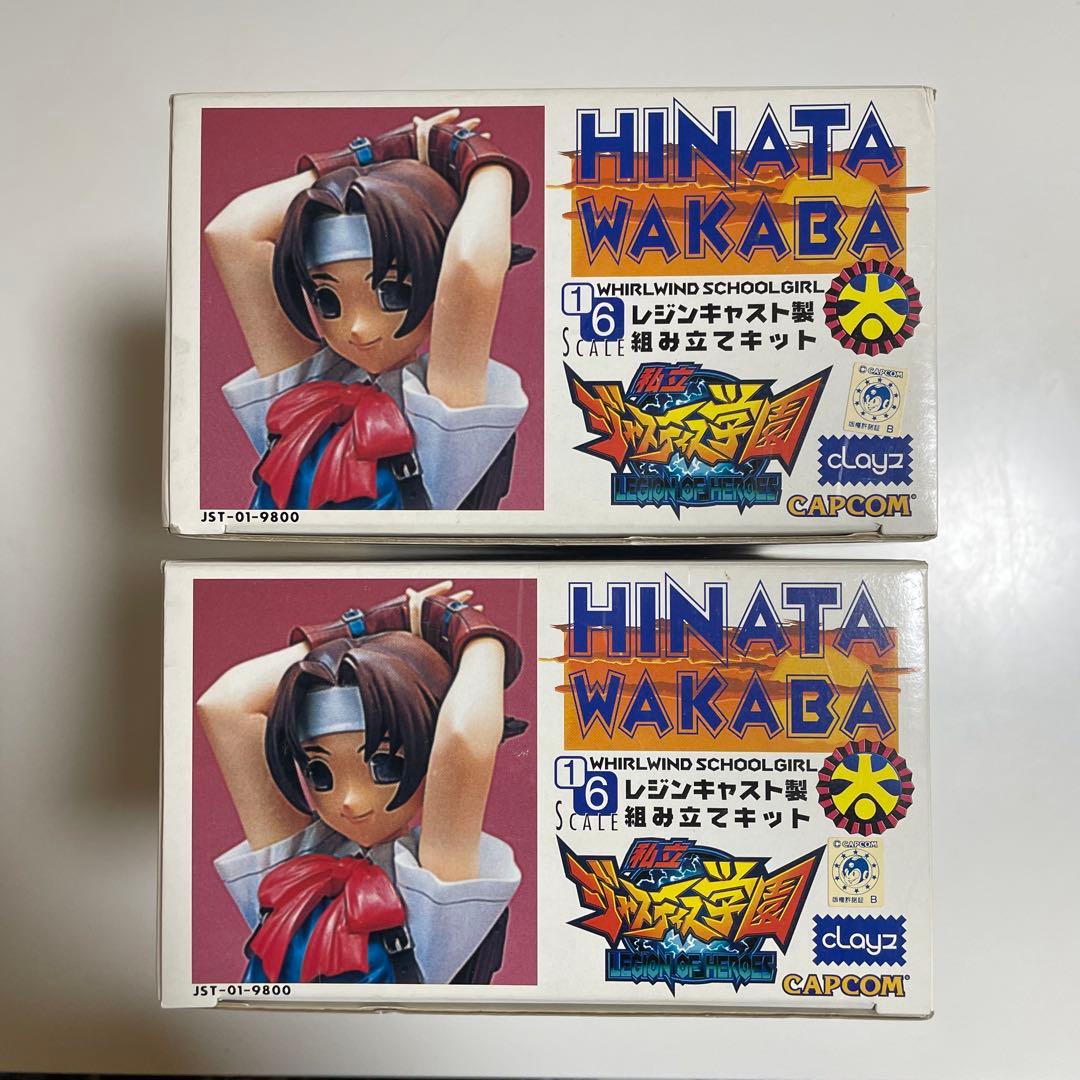 HINATA
WAKABA
WHIRLWIND SCHOOLGIRL
1/6
SCALE
レジンキャスト製
組み立てキット
私立
ジャスティス学園
LEGION OF HEROES
© CAPCOM
版権許諾証 B
cLayz
CAPCOM
JST-01-9800
HINATA
WAKABA
WHIRLWIND SCHOOLGIRL
1/6
SCALE
レジンキャスト製
組み立てキット
私立
ジャスティス学園
LEGION OF HEROES
© CAPCOM
版権許諾証 B
cLayz
CAPCOM
JST-01-9800